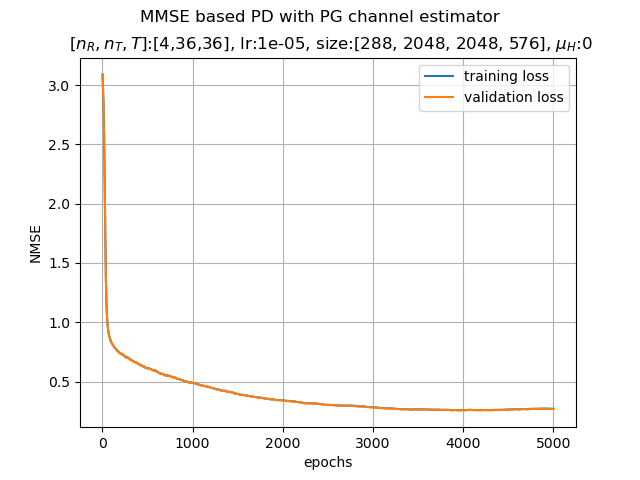 MMSE based PD with PG channel estimator
[n_R, n_T, T]:[4,36,36], lr:1e-05, size:[288, 2048, 2048, 576], μ_H:0
training loss
validation loss
3.0
2.5
2.0
1.5
1.0
0.5
NMSE
0 1000 2000 3000 4000 5000
epochs